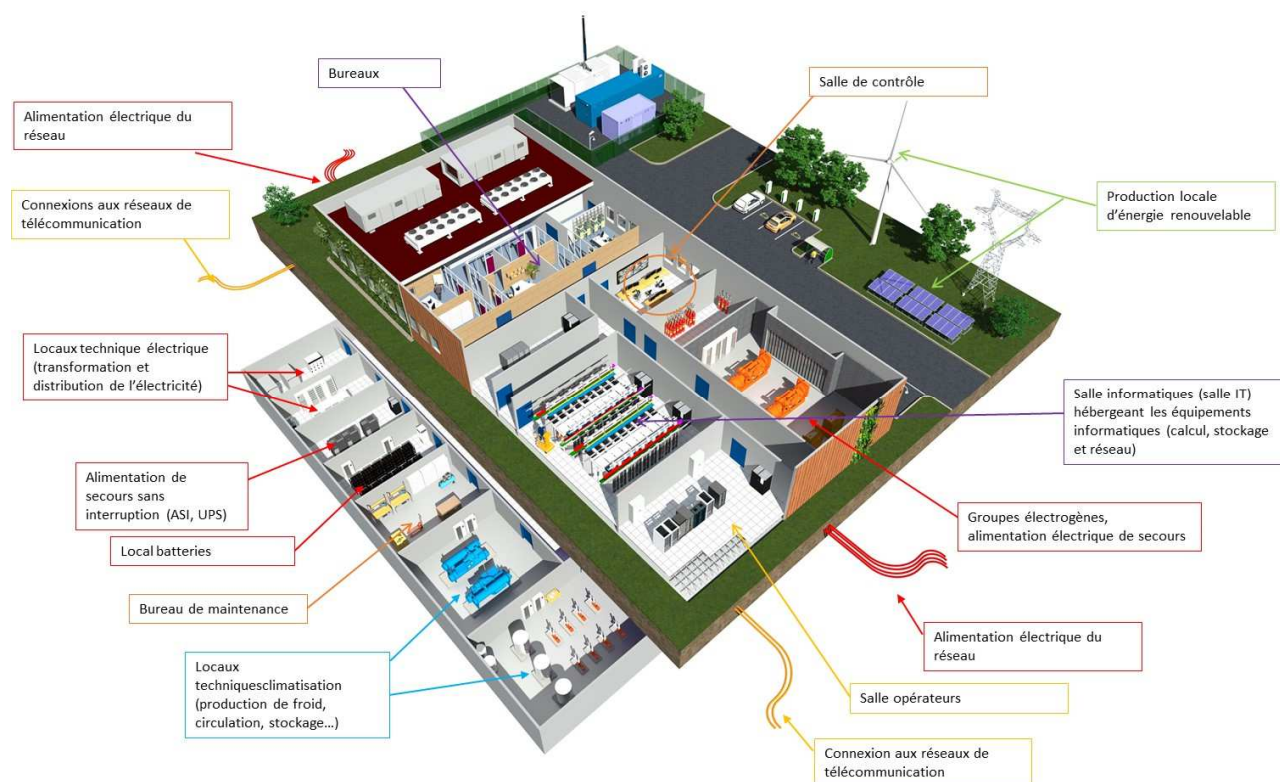 Bureaux
Salle de contrôle
Alimentation électrique du
réseau
Production locale
d'énergie renouvelable
Connexions aux réseaux de
télécommunication
Locaux technique électrique
(transformation et
distribution de l'électricité)
Salle informatiques (salle IT)
hébergeant les équipements
informatiques (calcul, stockage
et réseau)
Alimentation de
secours sans
interruption (ASI, UPS)
Groupes électrogènes,
alimentation électrique de secours
Local batteries
Bureau de maintenance
Alimentation électrique du
réseau
Locaux
techniquesclimatisation
(production de froid,
circulation, stockage…)
Salle opérateurs
Connexion aux réseaux de
télécommunication